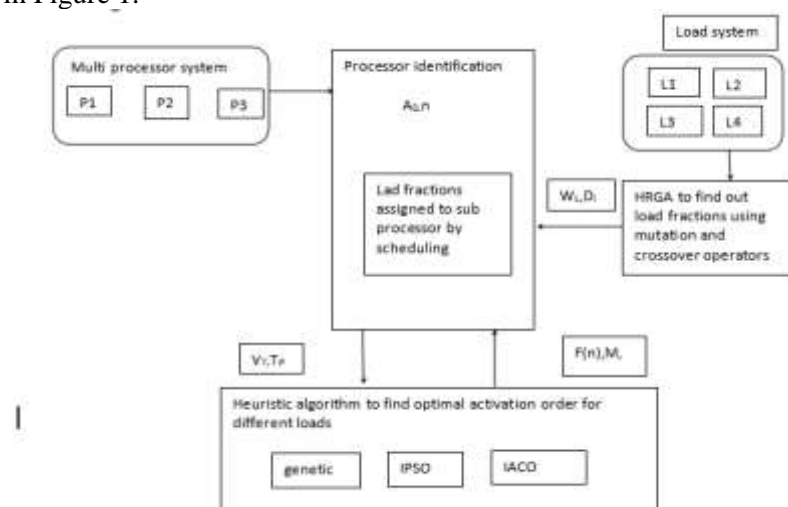 in Figure 1.
Load system
Multi processor system
P1 P2 P3
Processor identification
L1 L2
L3 L4
Lad fractions
assigned to sub
processor by
scheduling
HRGA to find out
load fractions using
mutation and
crossover operators
F(n),M,
Heuristic algorithm to find optimal activation order for
different loads
genetic IPSO IACO